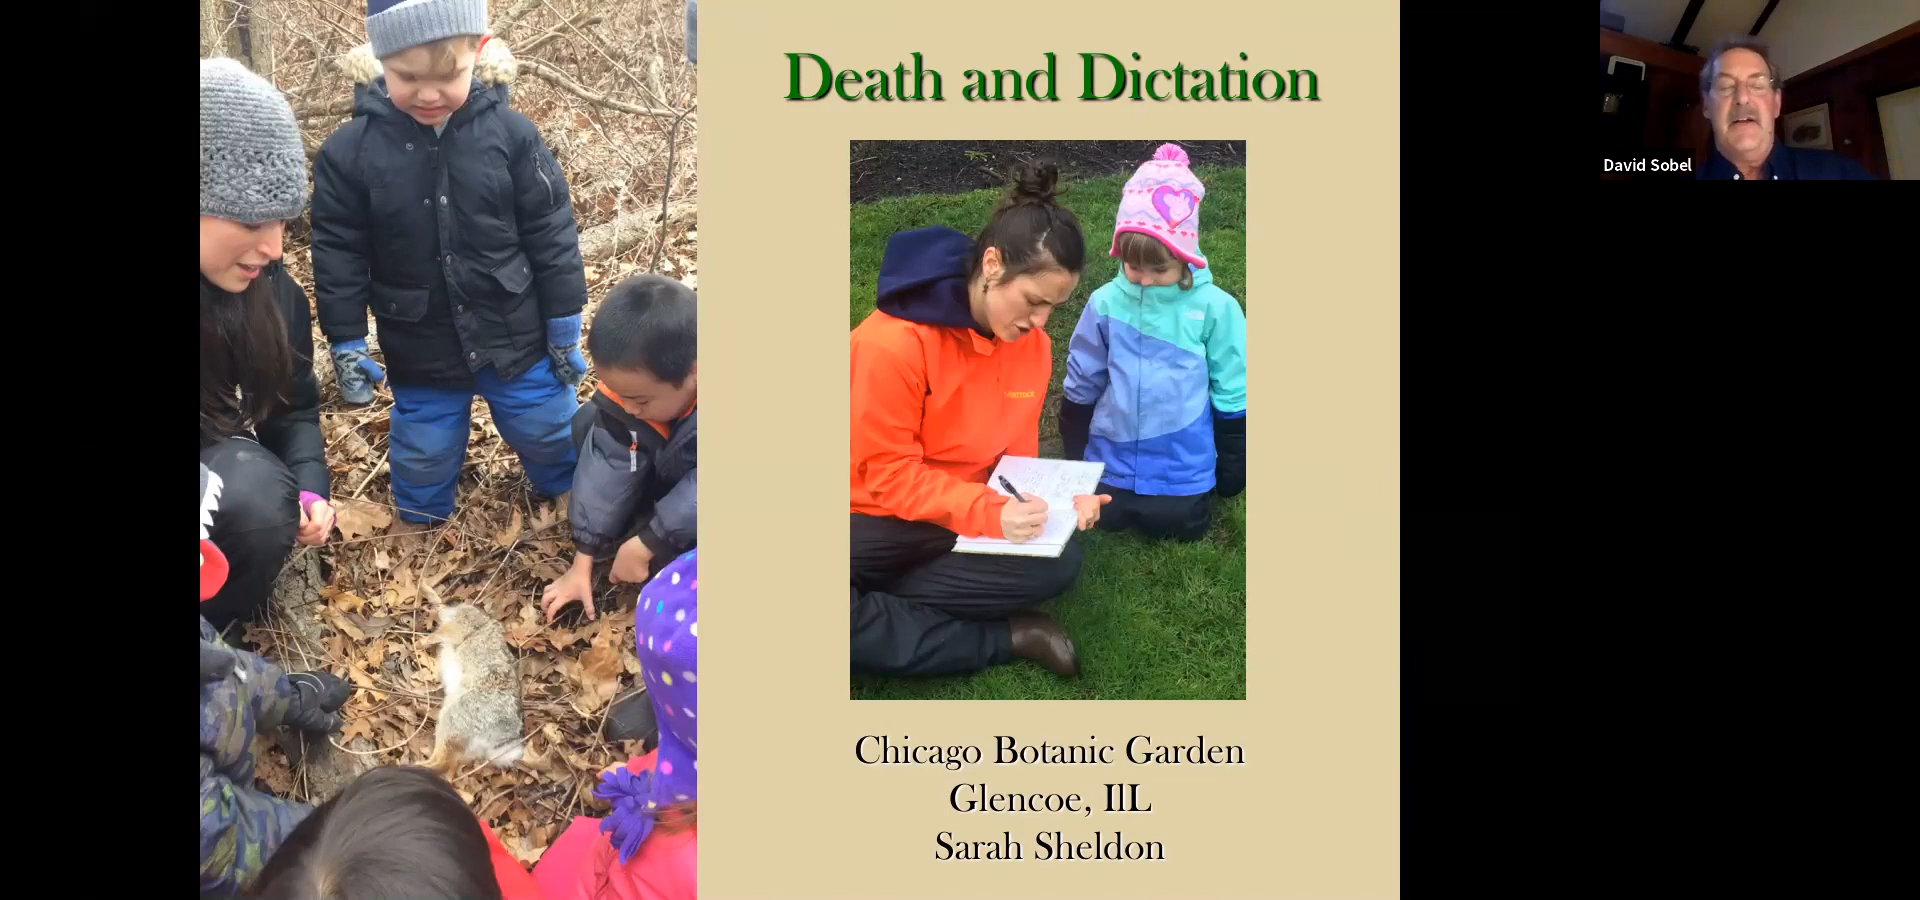 Death and Dictation
David Sobel
Chicago Botanic Garden
Glencoe, IlL
Sarah Sheldon